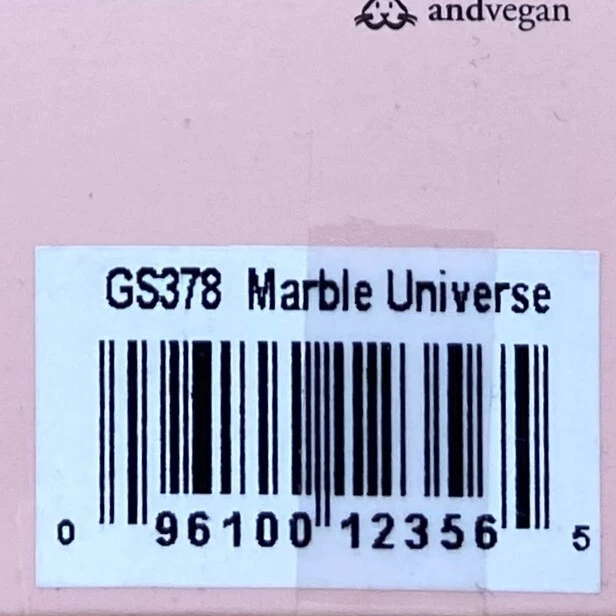 andvegan
GS378 Marble Universe
0 96100 12356 5